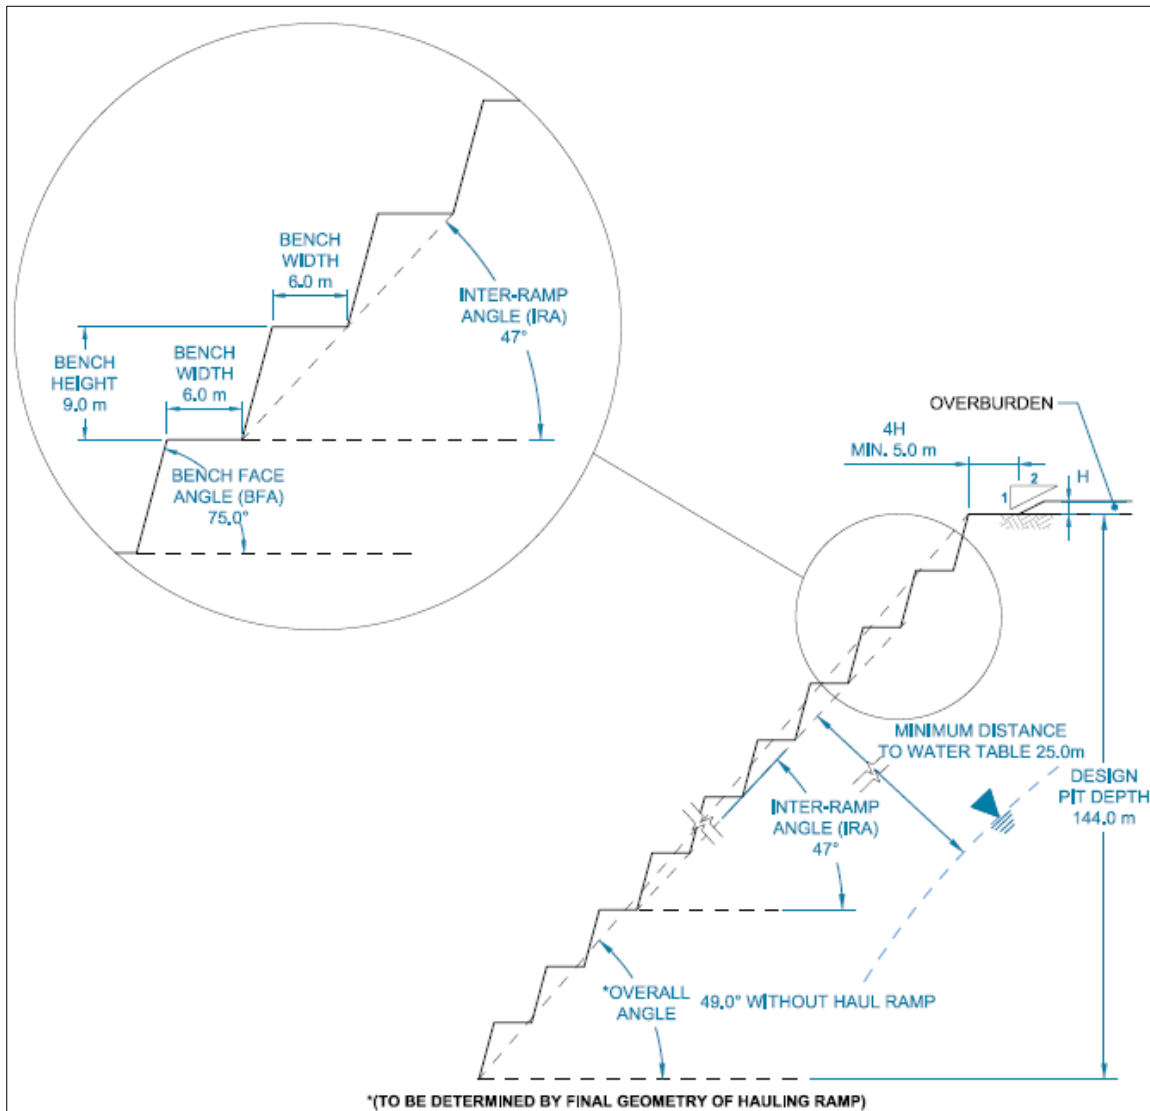 BENCH
WIDTH
6.0 m
INTER-RAMP
ANGLE (IRA)
47°
BENCH
HEIGHT
9.0 m
BENCH
WIDTH
6.0 m
BENCH FACE
ANGLE (BFA)
75.0°
OVERBURDEN
4H
MIN. 5.0 m
2
1
H
MINIMUM DISTANCE
TO WATER TABLE 25.0m
DESIGN
PIT DEPTH
144.0 m
INTER-RAMP
ANGLE (IRA)
47°
*OVERALL
ANGLE
49.0° WITHOUT HAUL RAMP
*(TO BE DETERMINED BY FINAL GEOMETRY OF HAULING RAMP)